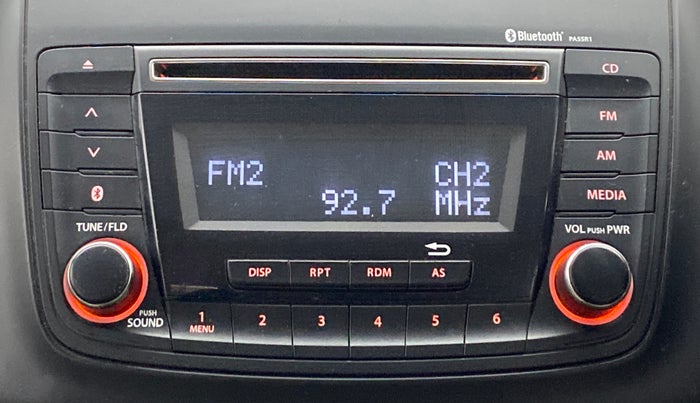 Bluetooth® PASSR1
CD
FM
FM2 CH2
AM
92.7 MHz
MEDIA
TUNE/FLD
VOL PUSH PWR
DISP RPT RDM AS
PUSH
SOUND
1 2 3 4 5 6
MENU